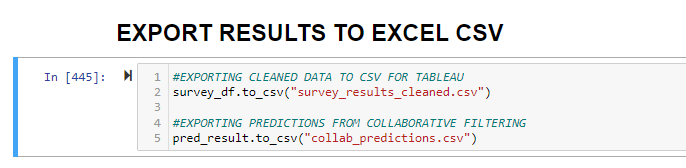 EXPORT RESULTS TO EXCEL CSV
In [445]:
1 #EXPORTING CLEANED DATA TO CSV FOR TABLEAU
2 survey_df.to_csv("survey_results_cleaned.csv")
3
4 #EXPORTING PREDICTIONS FROM COLLABORATIVE FILTERING
5 pred_result.to_csv("collab_predictions.csv")